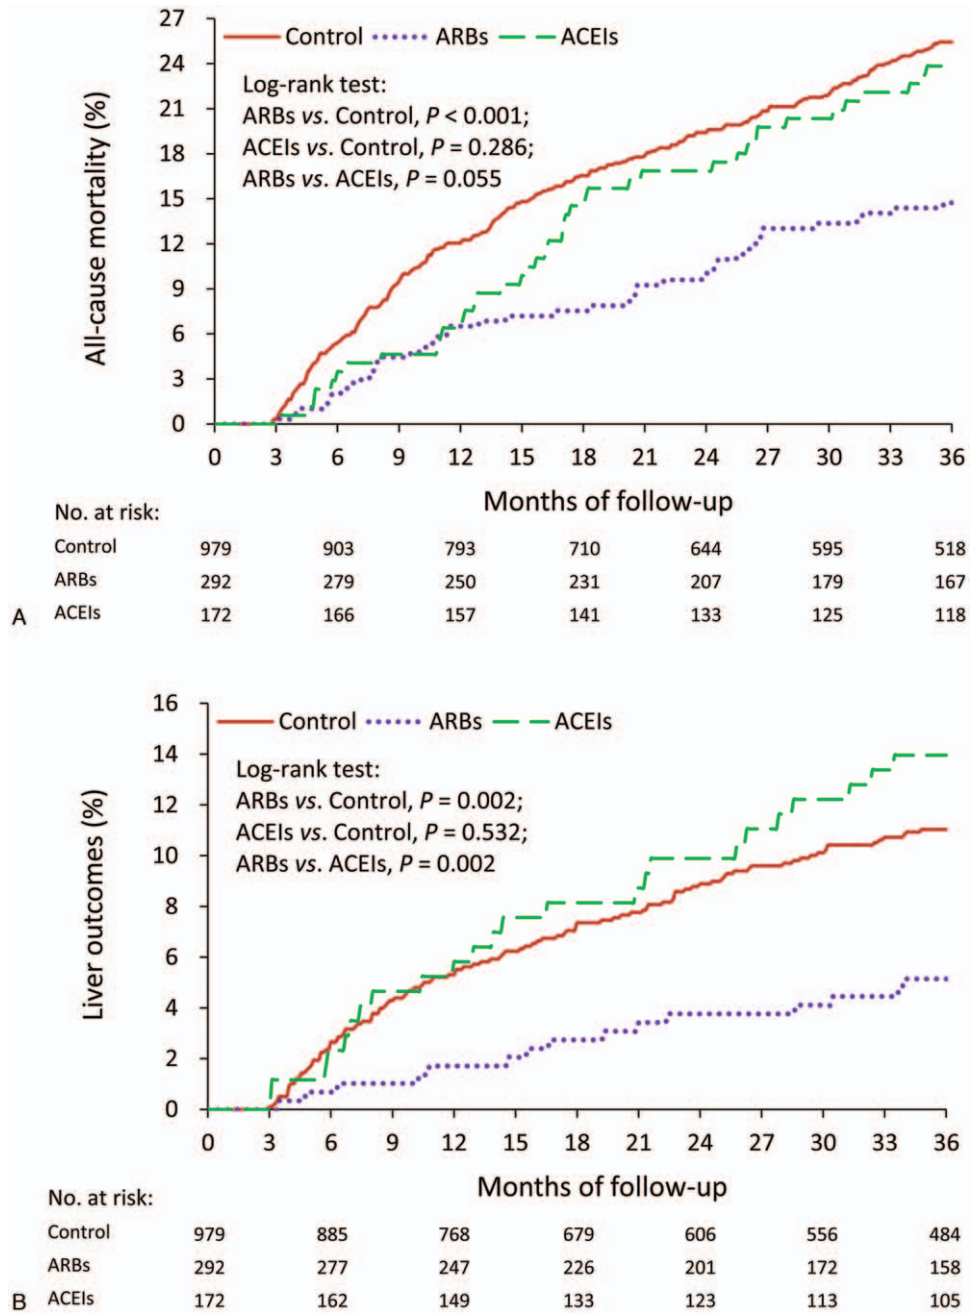 27
24
21
18
15
12
9
6
3
0
All-cause mortality (%)
Control ARBs ACEIs
Log-rank test:
ARBs vs. Control, P < 0.001;
ACEIs vs. Control, P = 0.286;
ARBs vs. ACEIs, P = 0.055
0 3 6 9 12 15 18 21 24 27 30 33 36
Months of follow-up
No. at risk:
Control 979 903 793 710 644 595 518
ARBs 292 279 250 231 207 179 167
ACEIs 172 166 157 141 133 125 118
A
16
14
12
10
8
6
4
2
0
Liver outcomes (%)
Control ARBs ACEIs
Log-rank test:
ARBs vs. Control, P = 0.002;
ACEIs vs. Control, P = 0.532;
ARBs vs. ACEIs, P = 0.002
0 3 6 9 12 15 18 21 24 27 30 33 36
Months of follow-up
No. at risk:
Control 979 885 768 679 606 556 484
ARBs 292 277 247 226 201 172 158
ACEIs 172 162 149 133 123 113 105
B